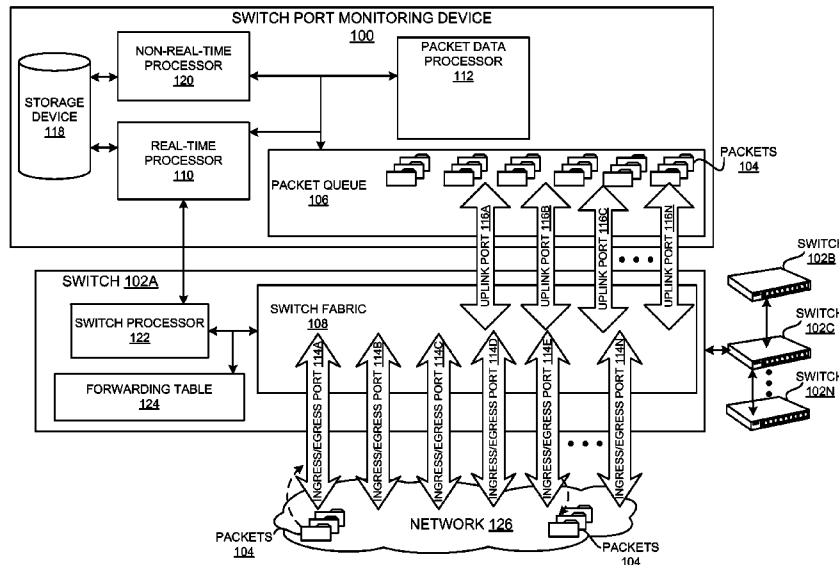 SWITCH PORT MONITORING DEVICE
100
NON-REAL-TIME
PROCESSOR
120
PACKET DATA
PROCESSOR
112
STORAGE
DEVICE
118
REAL-TIME
PROCESSOR
110
PACKET QUEUE
106
PACKETS
104
UPLINK PORT 116A
UPLINK PORT 116B
UPLINK PORT 116C
UPLINK PORT 116N
SWITCH 102A
SWITCH FABRIC
108
SWITCH PROCESSOR
122
FORWARDING TABLE
124
INGRESS/EGRESS PORT 114A
INGRESS/EGRESS PORT 114B
INGRESS/EGRESS PORT 114C
INGRESS/EGRESS PORT 114D
INGRESS/EGRESS PORT 114E
INGRESS/EGRESS PORT 114N
SWITCH
102B
SWITCH
102C
SWITCH
102N
NETWORK 126
PACKETS
104
PACKETS
104